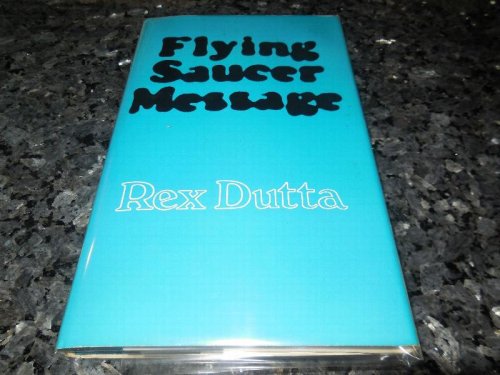 Flying
Saucer
Message
Rex Dutta